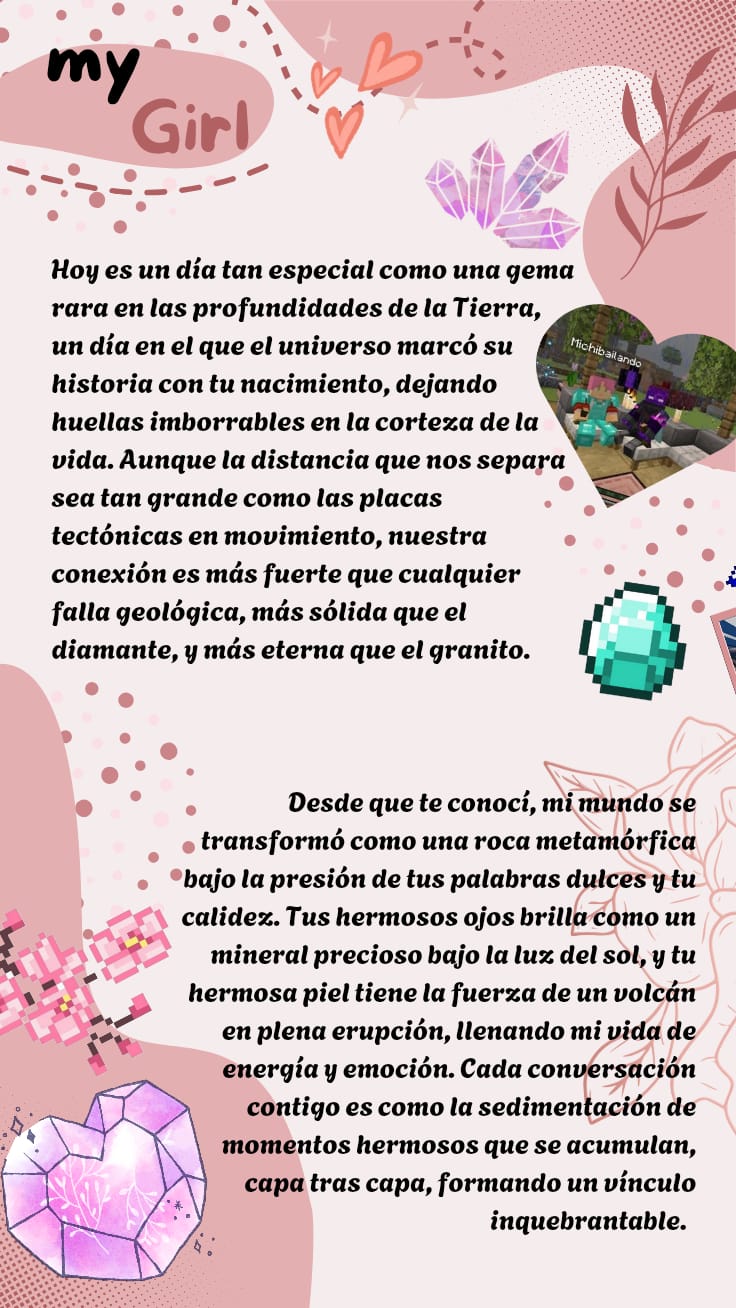 my
Girl
Hoy es un día tan especial como una gema
rara en las profundidades de la Tierra,
un día en el que el universo marcó su
historia con tu nacimiento, dejando
huellas imborrables en la corteza de la
vida. Aunque la distancia que nos separa
sea tan grande como las placas
tectónicas en movimiento, nuestra
conexión es más fuerte que cualquier
falla geológica, más sólida que el
diamante, y más eterna que el granito.
Michibailando
Desde que te conocí, mi mundo se
transformó como una roca metamórfica
bajo la presión de tus palabras dulces y tu
calidez. Tus hermosos ojos brilla como un
mineral precioso bajo la luz del sol, y tu
hermosa piel tiene la fuerza de un volcán
en plena erupción, llenando mi vida de
energía y emoción. Cada conversación
contigo es como la sedimentación de
momentos hermosos que se acumulan,
capa tras capa, formando un vínculo
inquebrantable.